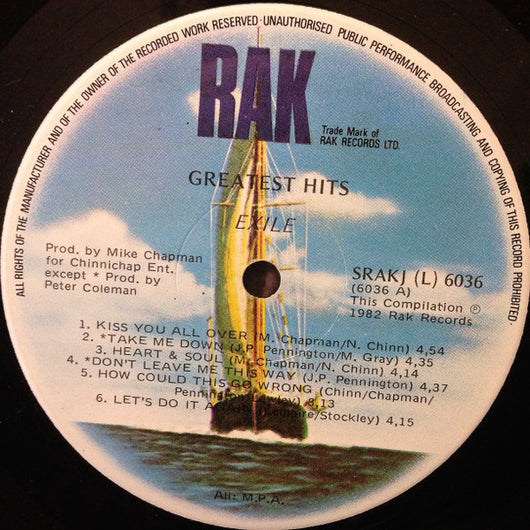 ALL RIGHTS OF THE MANUFACTURER AND OF THE OWNER OF THE RECORDED WORK RESERVED · UNAUTHORISED PUBLIC PERFORMANCE BROADCASTING AND COPYING OF THIS RECORD PROHIBITED
RAK
Trade Mark of
RAK RECORDS LTD.
GREATEST HITS
EXILE
Prod. by Mike Chapman
for Chinnichap Ent.
except * Prod. by
Peter Coleman
SRAKJ (L) 6036
(6036 A)
This Compilation ℗
1982 Rak Records
1. KISS YOU ALL OVER (M. Chapman/N. Chinn) 4,54
2. *TAKE ME DOWN (J.P. Pennington/M. Gray) 4,35
3. HEART & SOUL (M. Chapman/N. Chinn) 4,14
4. *DON'T LEAVE ME THIS WAY (J.P. Pennington) 4,37
5. HOW COULD THIS GO WRONG (Chinn/Chapman/
Pennington/ 8,13
6. LET'S DO IT /Stockley) 4,15
All: M.P.A.